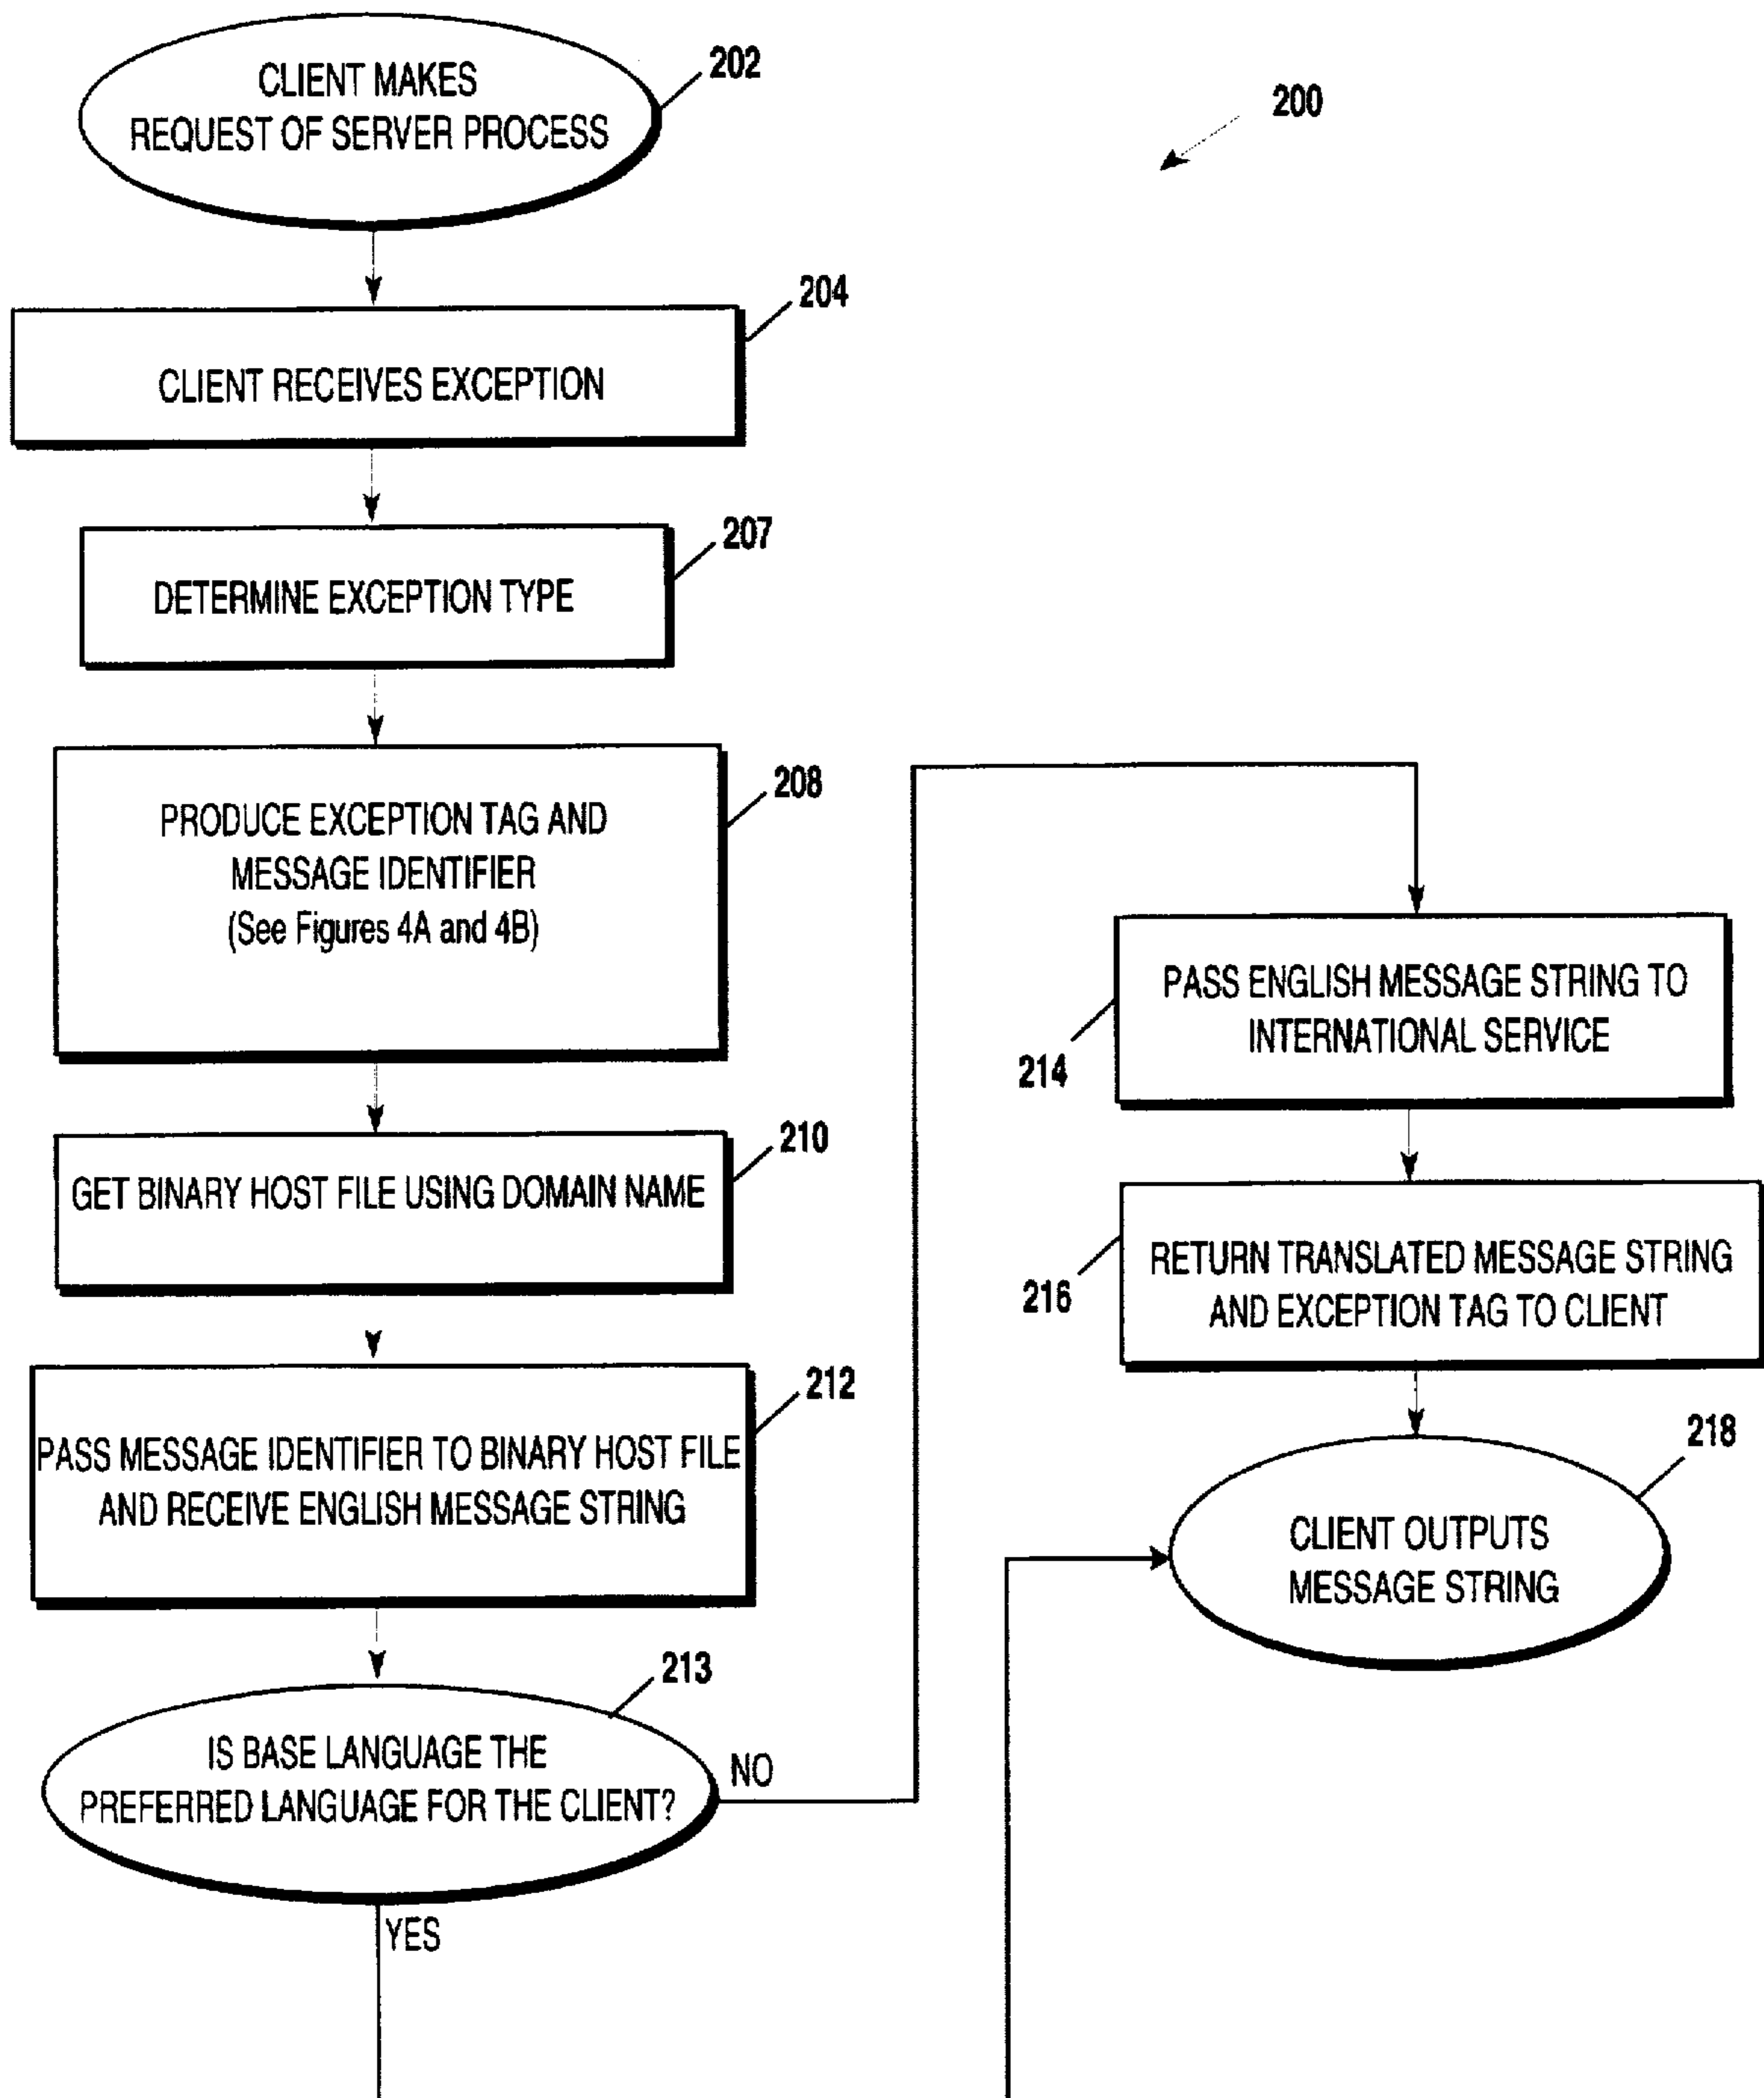 CLIENT MAKES
REQUEST OF SERVER PROCESS
202
200
CLIENT RECEIVES EXCEPTION
204
DETERMINE EXCEPTION TYPE
207
PRODUCE EXCEPTION TAG AND
MESSAGE IDENTIFIER
(See Figures 4A and 4B)
208
GET BINARY HOST FILE USING DOMAIN NAME
210
PASS MESSAGE IDENTIFIER TO BINARY HOST FILE
AND RECEIVE ENGLISH MESSAGE STRING
212
IS BASE LANGUAGE THE
PREFERRED LANGUAGE FOR THE CLIENT?
213
NO
YES
PASS ENGLISH MESSAGE STRING TO
INTERNATIONAL SERVICE
214
RETURN TRANSLATED MESSAGE STRING
AND EXCEPTION TAG TO CLIENT
216
CLIENT OUTPUTS
MESSAGE STRING
218